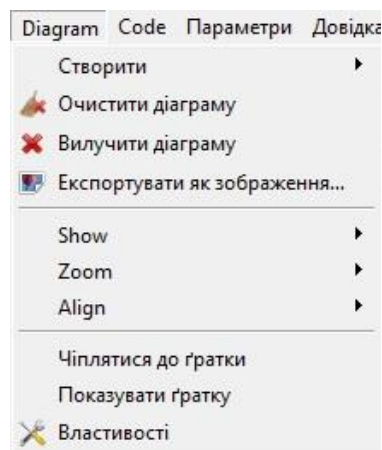 Diagram Code Параметри Довідка
Створити
Очистити діаграму
Вилучити діаграму
Експортувати як зображення...
Show
Zoom
Align
Чіплятися до ґратки
Показувати ґратку
Властивості